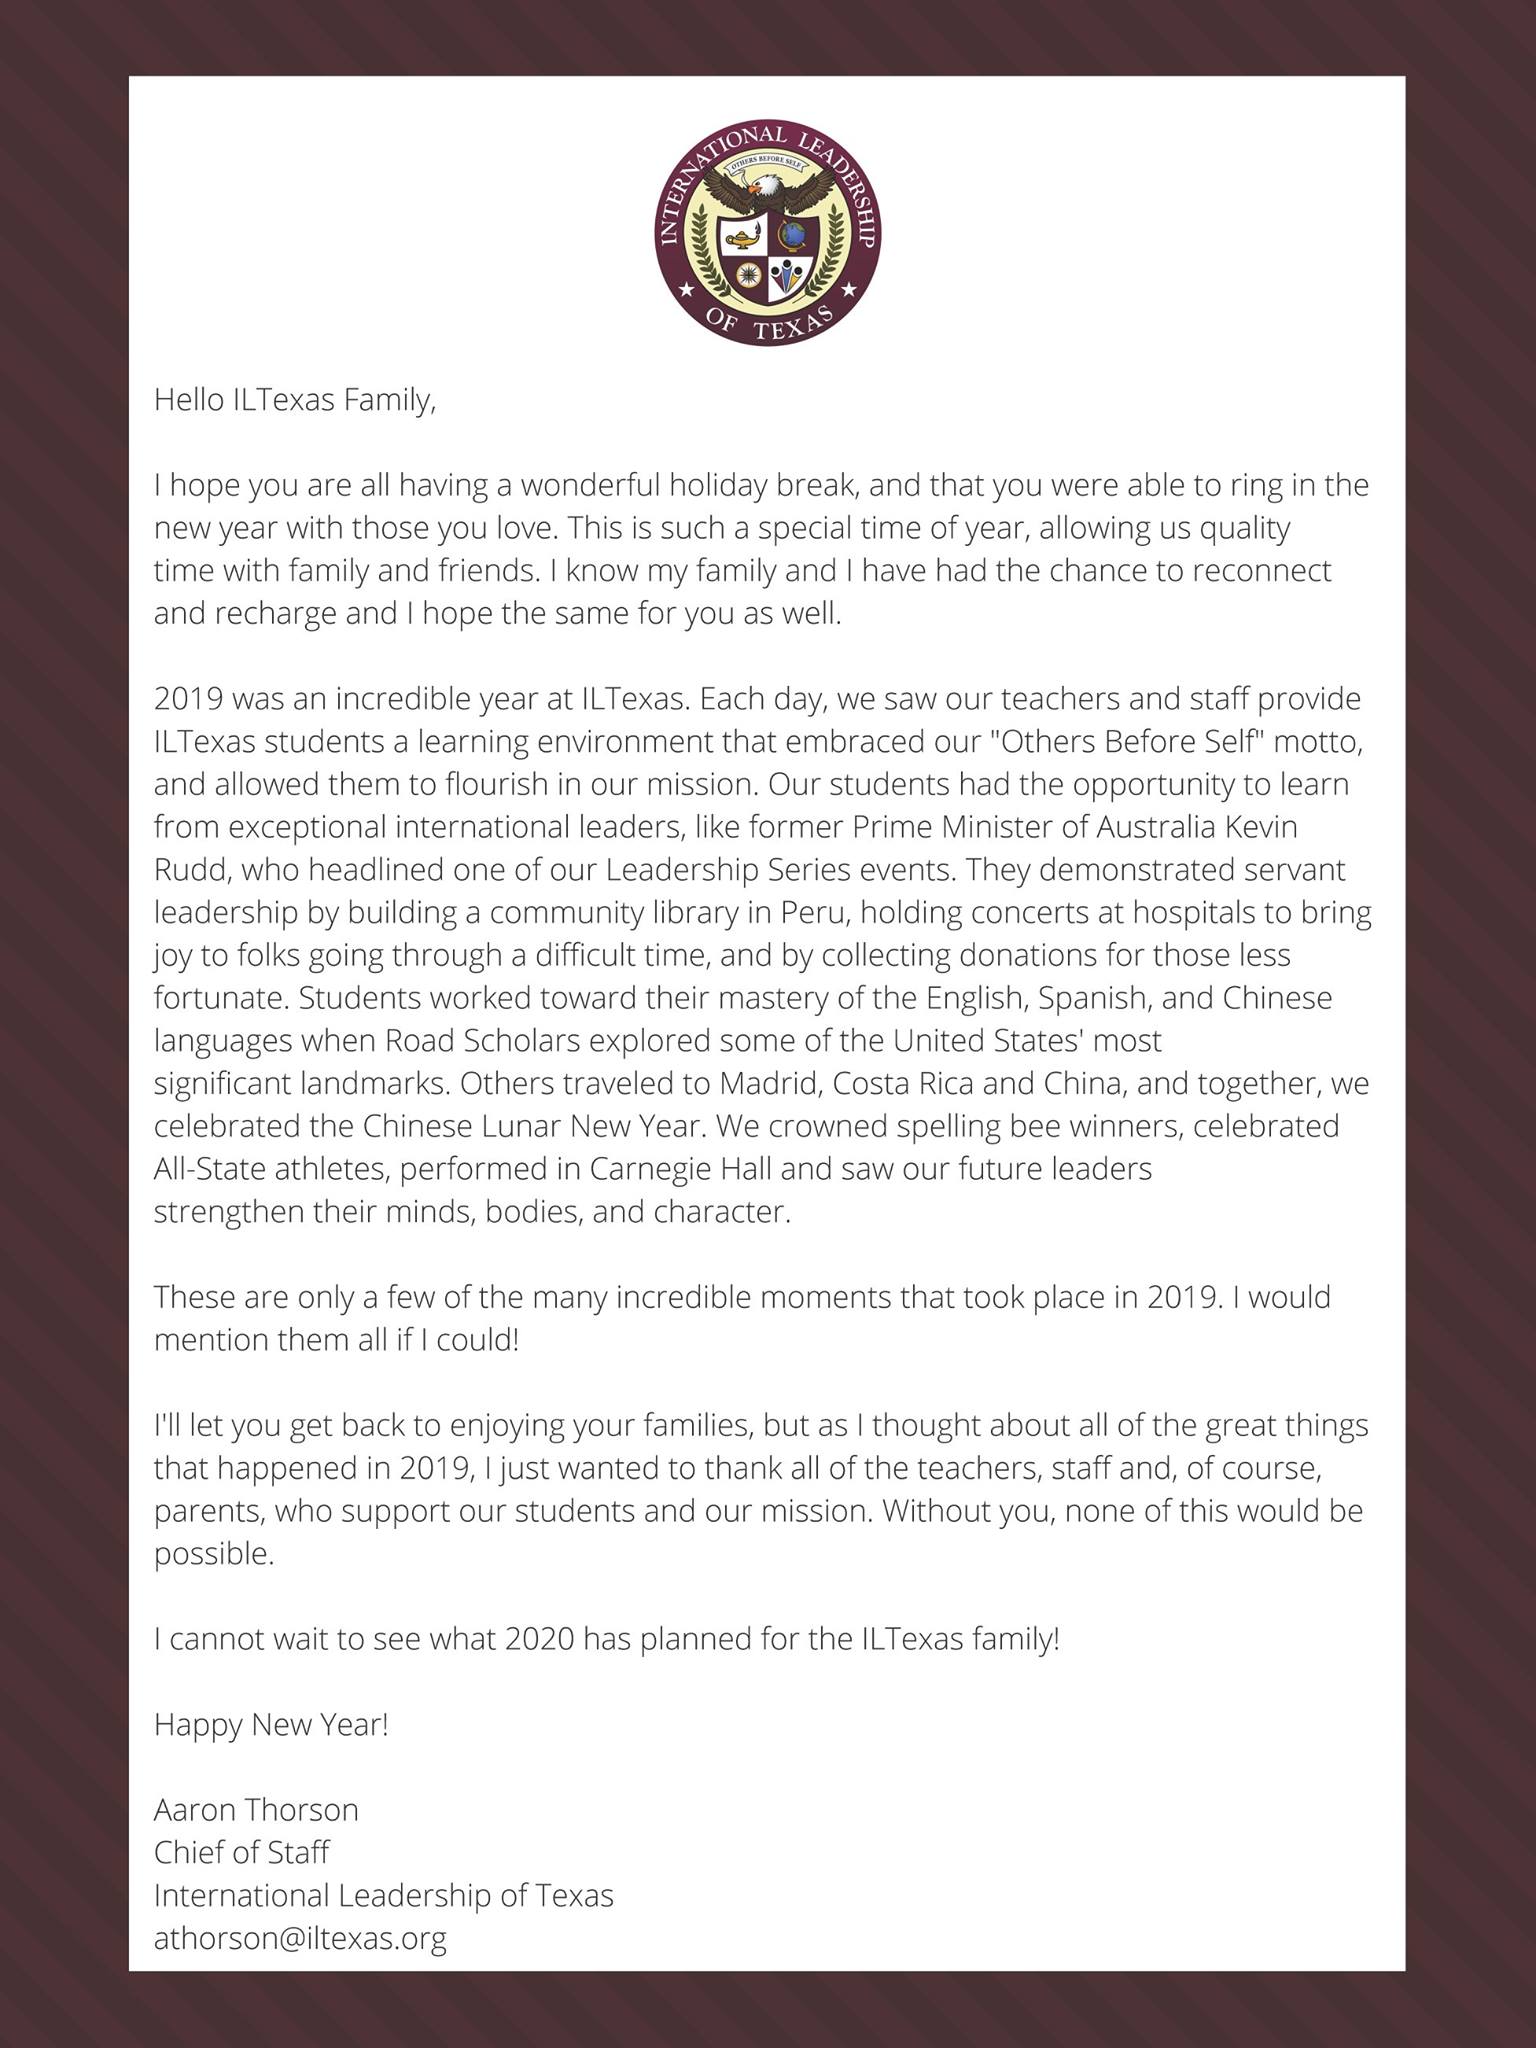 INTERNATIONAL LEADERSHIP
OTHERS BEFORE SELF
OF TEXAS
Hello ILTexas Family,
I hope you are all having a wonderful holiday break, and that you were able to ring in the
new year with those you love. This is such a special time of year, allowing us quality
time with family and friends. I know my family and I have had the chance to reconnect
and recharge and I hope the same for you as well.
2019 was an incredible year at ILTexas. Each day, we saw our teachers and staff provide
ILTexas students a learning environment that embraced our "Others Before Self" motto,
and allowed them to flourish in our mission. Our students had the opportunity to learn
from exceptional international leaders, like former Prime Minister of Australia Kevin
Rudd, who headlined one of our Leadership Series events. They demonstrated servant
leadership by building a community library in Peru, holding concerts at hospitals to bring
joy to folks going through a difficult time, and by collecting donations for those less
fortunate. Students worked toward their mastery of the English, Spanish, and Chinese
languages when Road Scholars explored some of the United States' most
significant landmarks. Others traveled to Madrid, Costa Rica and China, and together, we
celebrated the Chinese Lunar New Year. We crowned spelling bee winners, celebrated
All-State athletes, performed in Carnegie Hall and saw our future leaders
strengthen their minds, bodies, and character.
These are only a few of the many incredible moments that took place in 2019. I would
mention them all if I could!
I'll let you get back to enjoying your families, but as I thought about all of the great things
that happened in 2019, I just wanted to thank all of the teachers, staff and, of course,
parents, who support our students and our mission. Without you, none of this would be
possible.
I cannot wait to see what 2020 has planned for the ILTexas family!
Happy New Year!
Aaron Thorson
Chief of Staff
International Leadership of Texas
athorson@iltexas.org